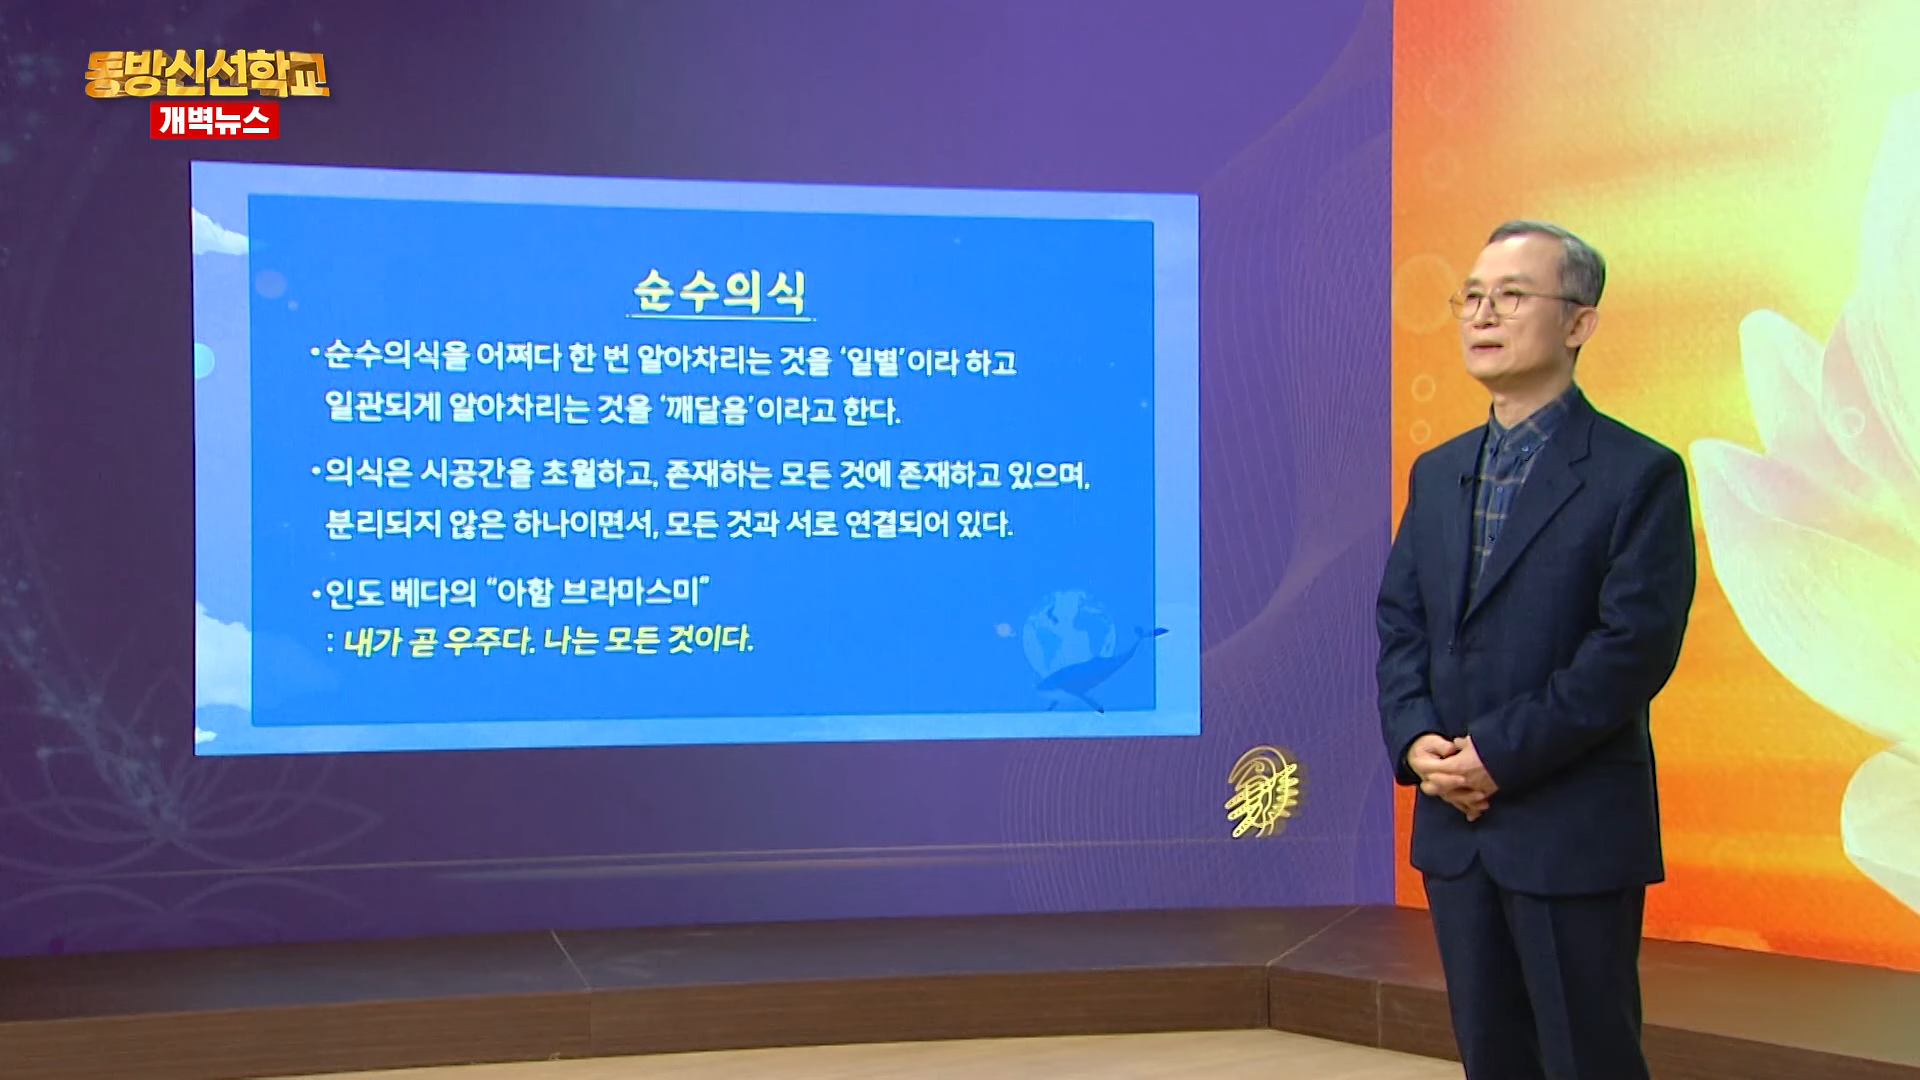 동방신선학교
개벽뉴스
순수의식
•순수의식을 어쩌다 한 번 알아차리는 것을 ‘일별’이라 하고
일관되게 알아차리는 것을 ‘깨달음’이라고 한다.
•의식은 시공간을 초월하고, 존재하는 모든 것에 존재하고 있으며,
분리되지 않은 하나이면서, 모든 것과 서로 연결되어 있다.
•인도 베다의 “아함 브라마스미”
: 내가 곧 우주다. 나는 모든 것이다.